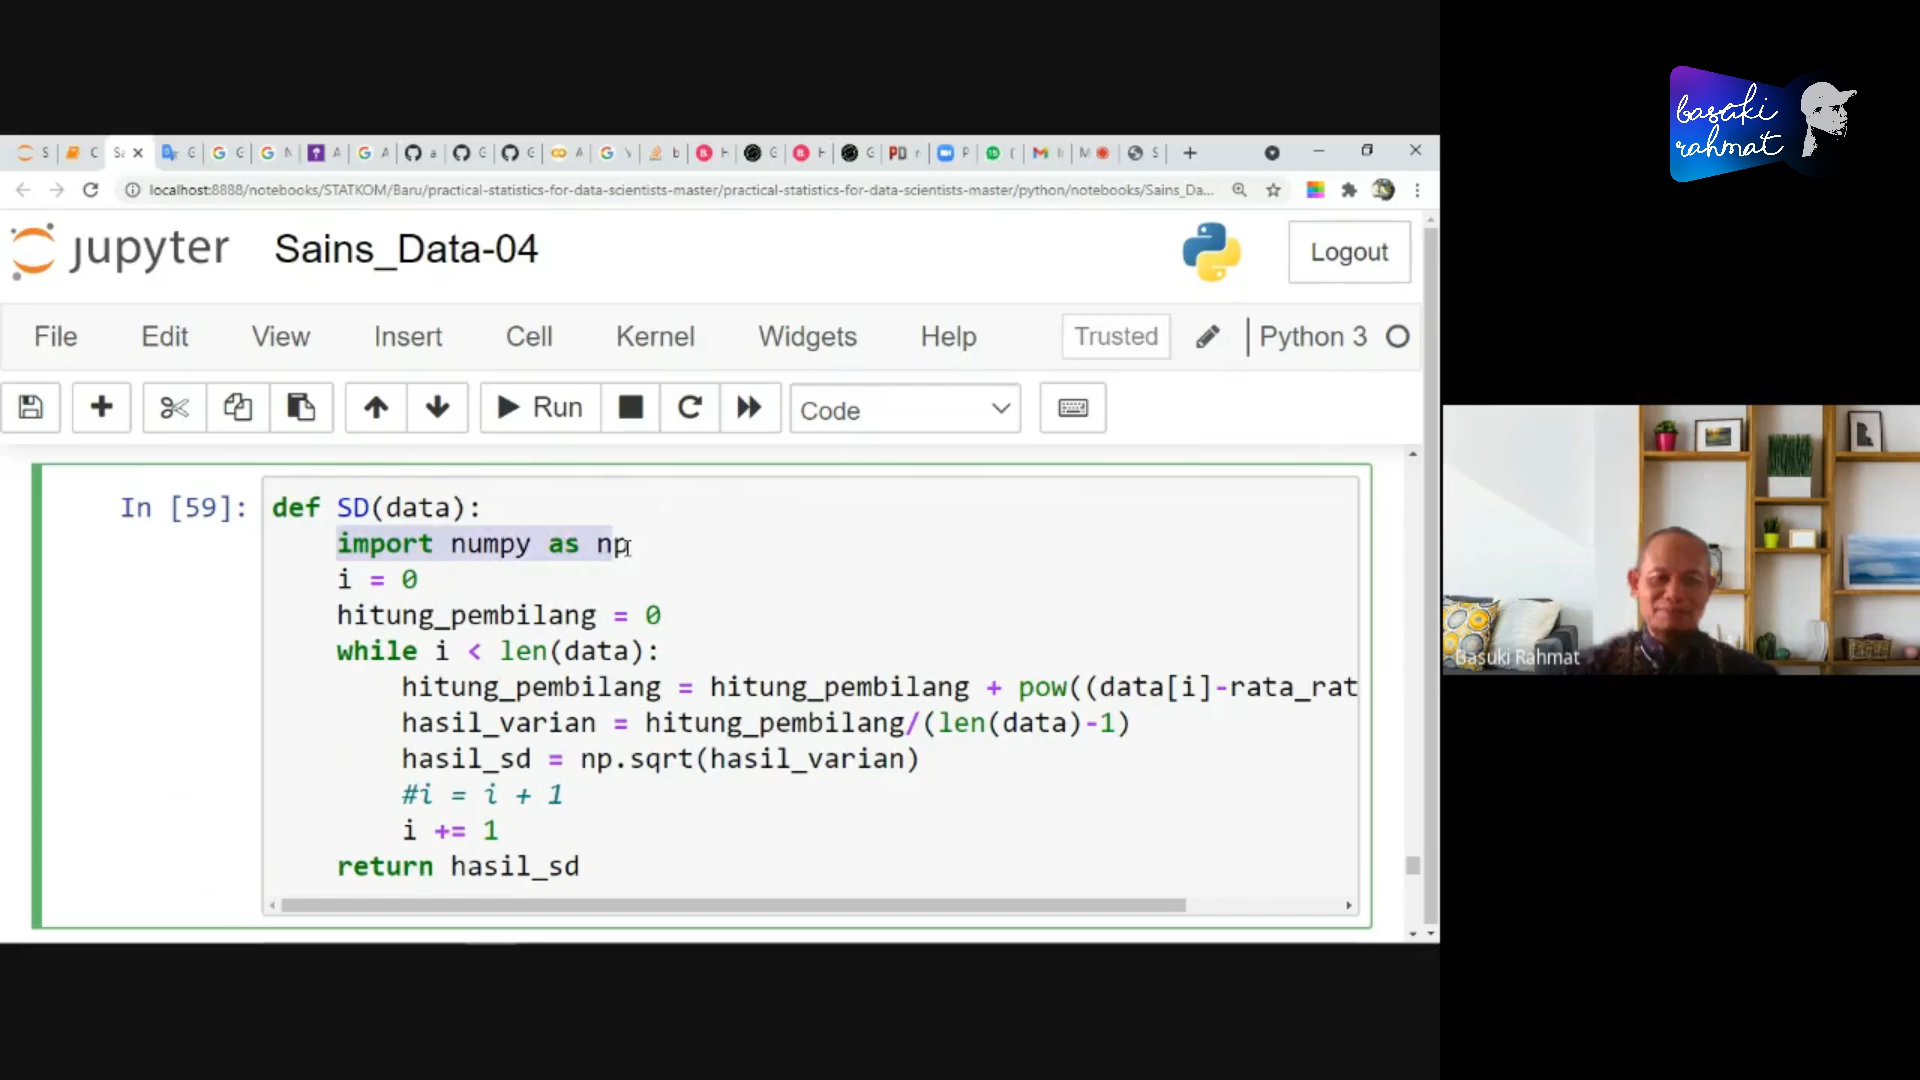 basuki
rahmat
localhost:8888/notebooks/STATKOM/Baru/practical-statistics-for-data-scientists-master/practical-statistics-for-data-scientists-master/python/notebooks/Sains_Da...
jupyter Sains_Data-04 Logout
File Edit View Insert Cell Kernel Widgets Help Trusted Python 3
Run Code
In [59]: def SD(data):
import numpy as np
i = 0
hitung_pembilang = 0
while i < len(data):
hitung_pembilang = hitung_pembilang + pow((data[i]-rata_rat
hasil_varian = hitung_pembilang/(len(data)-1)
hasil_sd = np.sqrt(hasil_varian)
#i = i + 1
i += 1
return hasil_sd
Basuki Rahmat